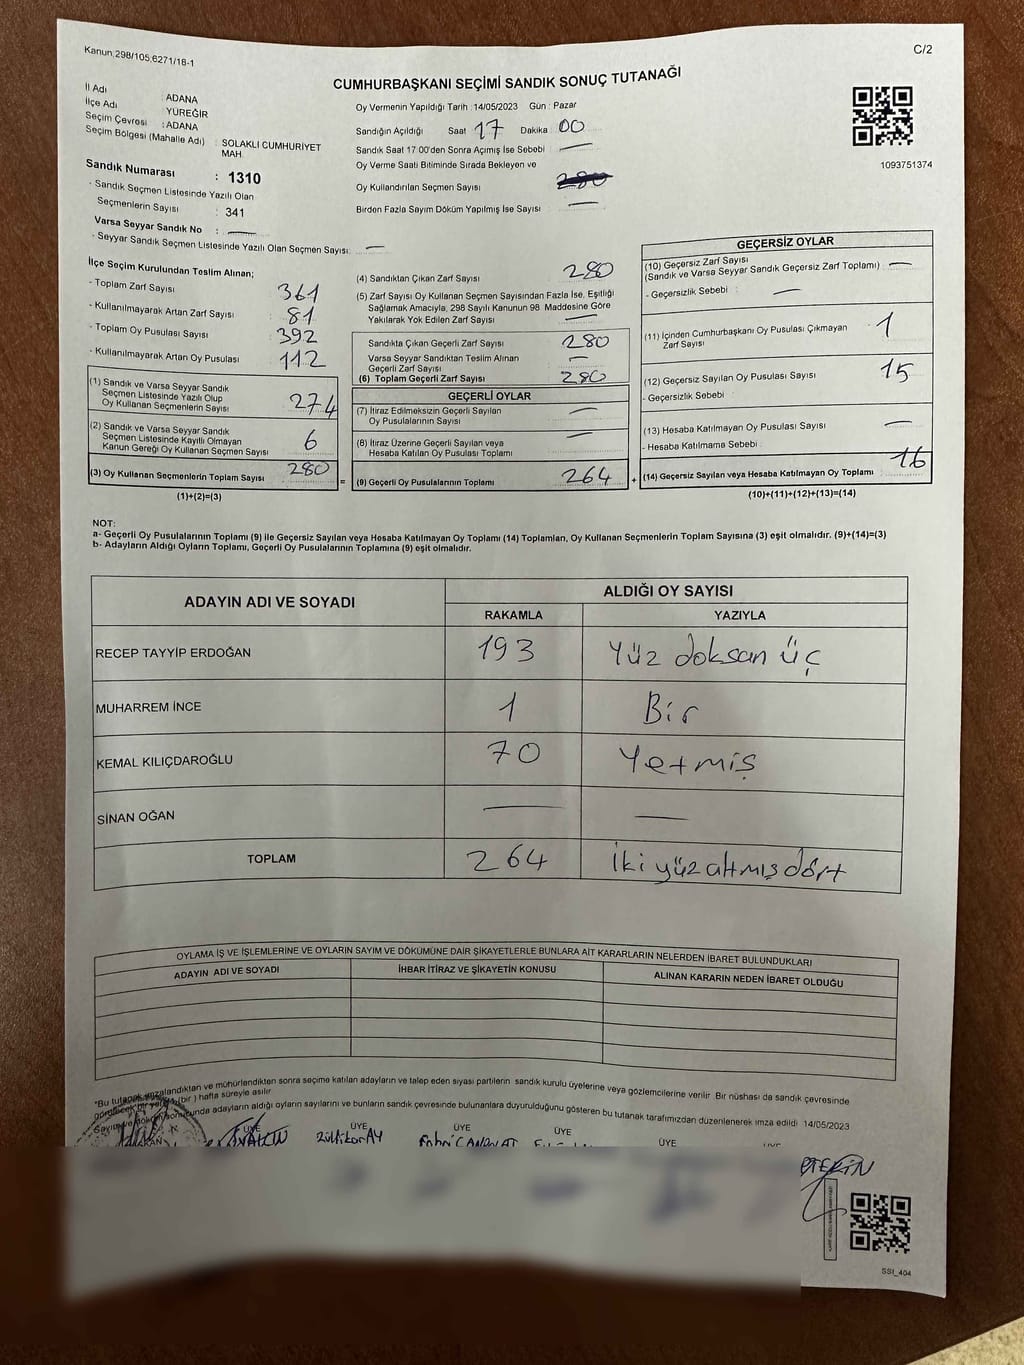 Kanun:298/105,6271/18-1
C/2
CUMHURBAŞKANI SEÇİMİ SANDIK SONUÇ TUTANAĞI
İl Adı : ADANA
İlçe Adı : YÜREĞİR
Seçim Çevresi : ADANA
Seçim Bölgesi (Mahalle Adı) : SOLAKLI CUMHURİYET MAH.
Sandık Numarası : 1310
- Sandık Seçmen Listesinde Yazılı Olan
Seçmenlerin Sayısı : 341
Varsa Seyyar Sandık No : —
- Seyyar Sandık Seçmen Listesinde Yazılı Olan Seçmen Sayısı: —
Oy Vermenin Yapıldığı Tarih : 14/05/2023 Gün : Pazar
Sandığın Açıldığı Saat 17 Dakika : 00
Sandık Saat 17:00'den Sonra Açımış İse Sebebi : —
Oy Verme Saati Bitiminde Sırada Bekleyen ve
Oy Kullandırılan Seçmen Sayısı 280
Birden Fazla Sayım Döküm Yapılmış İse Sayısı : —
1093751374
İlçe Seçim Kurulundan Teslim Alınan;
- Toplam Zarf Sayısı : 361
- Kullanılmayarak Artan Zarf Sayısı : 81
- Toplam Oy Pusulası Sayısı : 392
- Kullanılmayarak Artan Oy Pusulası : 112
(1) Sandık ve Varsa Seyyar Sandık
Seçmen Listesinde Yazılı Olup
Oy Kullanan Seçmenlerin Sayısı : 274
(2) Sandık ve Varsa Seyyar Sandık
Seçmen Listesinde Kayıtlı Olmayan
Kanun Gereği Oy Kullanan Seçmen Sayısı : 6
(3) Oy Kullanan Seçmenlerin Toplam Sayısı : 280
(1)+(2)=(3)
(4) Sandıktan Çıkan Zarf Sayısı : 280
(5) Zarf Sayısı Oy Kullanan Seçmen Sayısından Fazla İse, Eşitliği
Sağlamak Amacıyla, 298 Sayılı Kanunun 98. Maddesine Göre
Yakılarak Yok Edilen Zarf Sayısı : —
Sandıkta Çıkan Geçerli Zarf Sayısı : 280
Varsa Seyyar Sandıktan Teslim Alınan
Geçerli Zarf Sayısı : —
(6) Toplam Geçerli Zarf Sayısı : 280
GEÇERLİ OYLAR
(7) İtiraz Edilmeksizin Geçerli Sayılan
Oy Pusulalarının Sayısı : —
(8) İtiraz Üzerine Geçerli Sayılan veya
Hesaba Katılan Oy Pusulası Toplamı : —
= (9) Geçerli Oy Pusulalarının Toplamı : 264
GEÇERSİZ OYLAR
(10) Geçersiz Zarf Sayısı
(Sandık ve Varsa Seyyar Sandık Geçersiz Zarf Toplamı) : —
- Geçersizlik Sebebi : —
(11) İçinden Cumhurbaşkanı Oy Pusulası Çıkmayan
Zarf Sayısı : 1
(12) Geçersiz Sayılan Oy Pusulası Sayısı : 15
- Geçersizlik Sebebi :
(13) Hesaba Katılmayan Oy Pusulası Sayısı : —
- Hesaba Katılmama Sebebi :
+ (14) Geçersiz Sayılan veya Hesaba Katılmayan Oy Toplamı : 16
(10)+(11)+(12)+(13)=(14)
NOT:
a- Geçerli Oy Pusulalarının Toplamı (9) ile Geçersiz Sayılan veya Hesaba Katılmayan Oy Toplamı (14) Toplamları, Oy Kullanan Seçmenlerin Toplam Sayısına (3) eşit olmalıdır. (9)+(14)=(3)
b- Adayların Aldığı Oyların Toplamı, Geçerli Oy Pusulalarının Toplamına (9) eşit olmalıdır.
ADAYIN ADI VE SOYADI
ALDIĞI OY SAYISI
RAKAMLA YAZIYLA
RECEP TAYYİP ERDOĞAN 193 Yüz doksan üç
MUHARREM İNCE 1 Bir
KEMAL KILIÇDAROĞLU 70 Yetmiş
SİNAN OĞAN — —
TOPLAM 264 İki yüz altmış dört
OYLAMA İŞ VE İŞLEMLERİNE VE OYLARIN SAYIM VE DÖKÜMÜNE DAİR ŞİKAYETLERLE BUNLARA AİT KARARLARIN NELERDEN İBARET BULUNDUKLARI
ADAYIN ADI VE SOYADI İHBAR İTİRAZ VE ŞİKAYETİN KONUSU ALINAN KARARIN NEDEN İBARET OLDUĞU
*Bu tutanak imzalandıktan ve mühürlendikten sonra seçime katılan adayların ve talep eden siyasi partilerin sandık kurulu üyelerine veya gözlemcilerine verilir. Bir nüshası da sandık çevresinde
(bir) hafta süreyle asılır
adayların aldığı oyların sayılarını ve bunların sandık çevresinde bulunanlara duyurulduğunu gösteren bu tutanak tarafımızdan düzenlenerek imza edildi. 14/05/2023
ÜYE ÜYE ÜYE ÜYE
Zülfikar AY
SSI_404